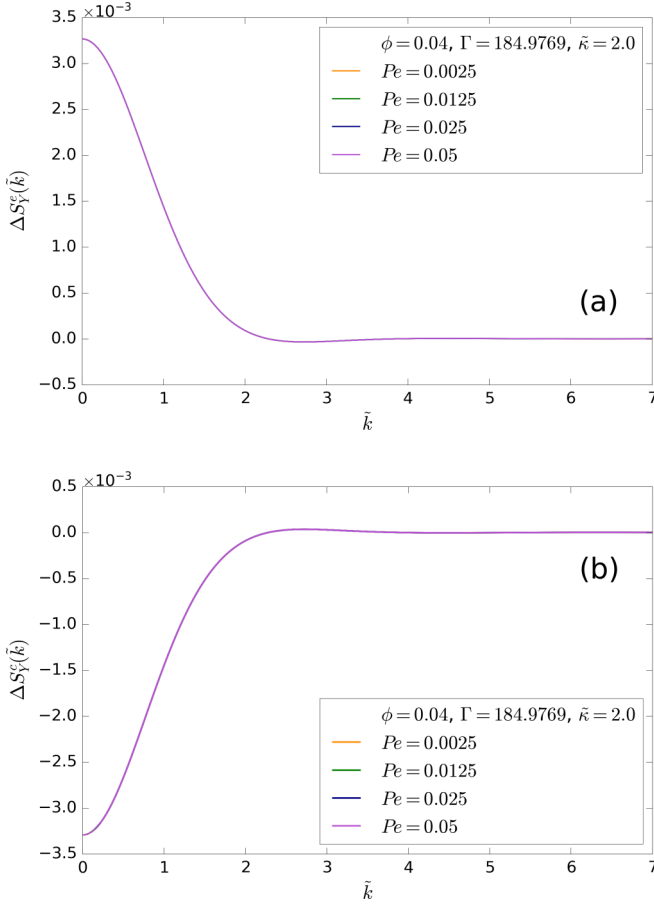 ×10⁻³
3.5
3.0
2.5
2.0
1.5
1.0
0.5
0.0
−0.5
ΔS_Y^e(k̃)
ϕ = 0.04, Γ = 184.9769, κ̃ = 2.0
Pe = 0.0025
Pe = 0.0125
Pe = 0.025
Pe = 0.05
(a)
0 1 2 3 4 5 6 7
k̃
×10⁻³
0.5
0.0
−0.5
−1.0
−1.5
−2.0
−2.5
−3.0
−3.5
ΔS_Y^c(k̃)
(b)
ϕ = 0.04, Γ = 184.9769, κ̃ = 2.0
Pe = 0.0025
Pe = 0.0125
Pe = 0.025
Pe = 0.05
0 1 2 3 4 5 6 7
k̃